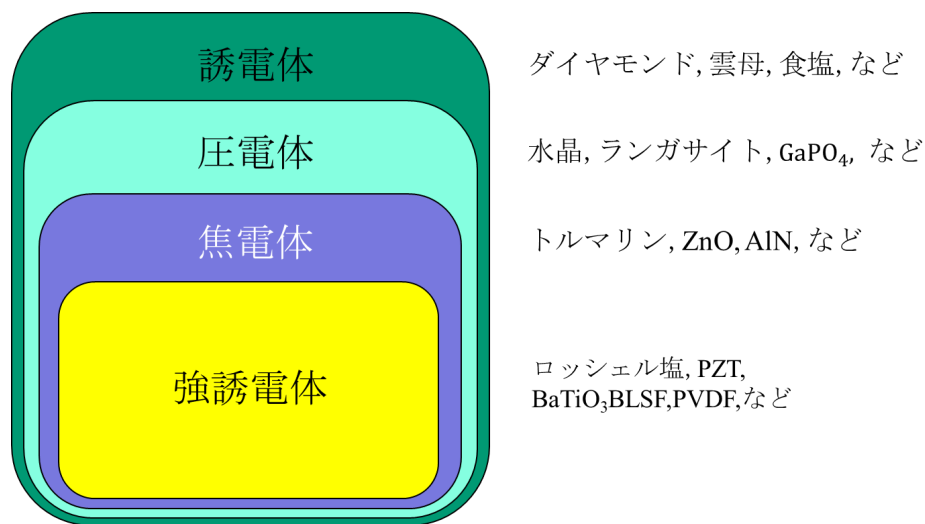 誘電体
ダイヤモンド, 雲母, 食塩, など
圧電体
水晶, ランガサイト, GaPO₄, など
焦電体
トルマリン, ZnO, AlN, など
強誘電体
ロッシェル塩, PZT,
BaTiO₃BLSF,PVDF,など